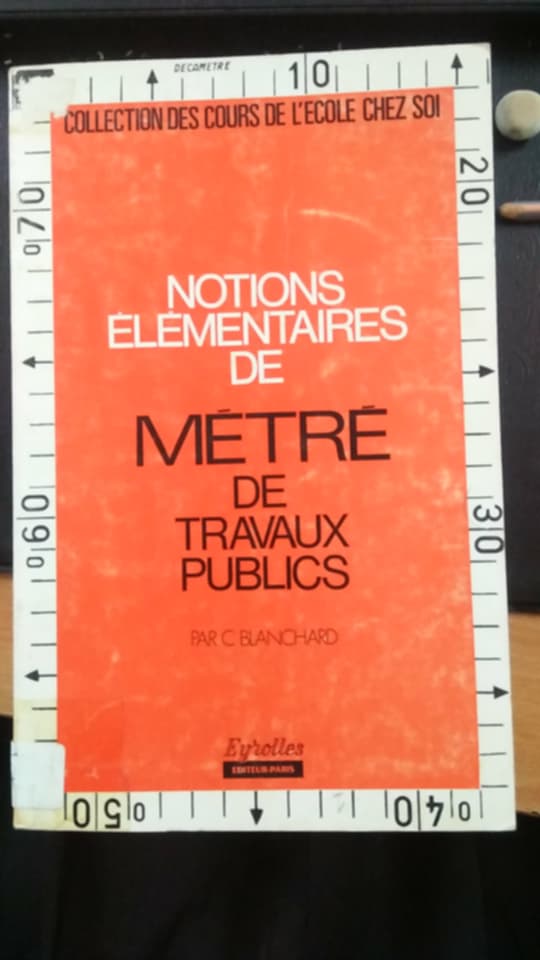 DECAMETRE
10
COLLECTION DES COURS DE L'ECOLE CHEZ SOI
20
70
NOTIONS
ÉLÉMENTAIRES
DE
MÉTRÉ
DE
TRAVAUX
PUBLICS
30
60
PAR C BLANCHARD
Eyrolles
EDITEUR-PARIS
50
40